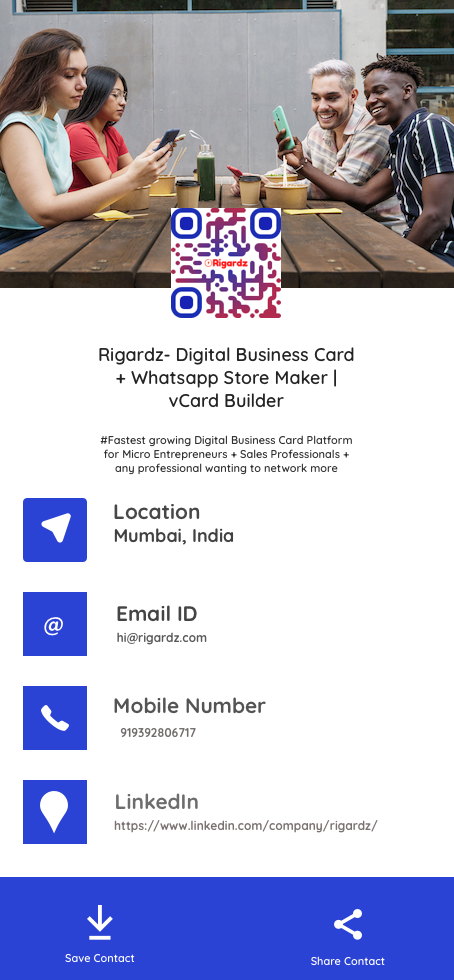 Rigardz
Rigardz- Digital Business Card
+ Whatsapp Store Maker |
vCard Builder
#Fastest growing Digital Business Card Platform
for Micro Entrepreneurs + Sales Professionals +
any professional wanting to network more
Location
Mumbai, India
@
Email ID
hi@rigardz.com
Mobile Number
919392806717
LinkedIn
https://www.linkedin.com/company/rigardz/
Save Contact
Share Contact